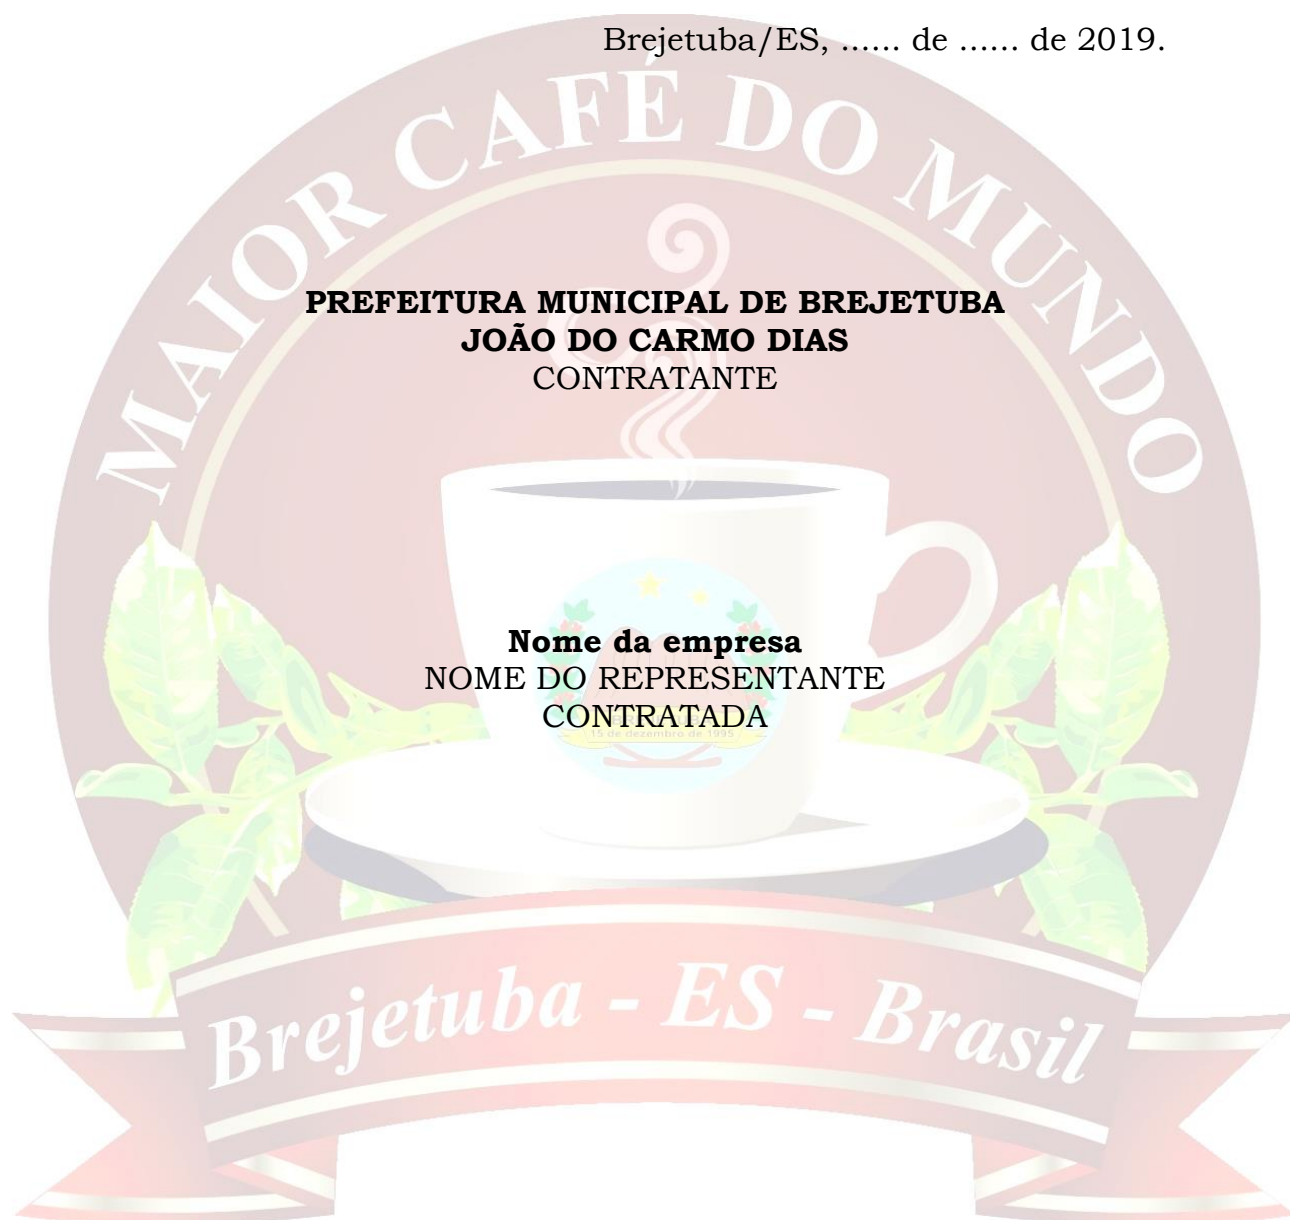 Brejetuba/ES, ...... de ...... de 2019.
MAIOR CAFÉ DO MUNDO
PREFEITURA MUNICIPAL DE BREJETUBA
JOÃO DO CARMO DIAS
CONTRATANTE
Nome da empresa
NOME DO REPRESENTANTE
CONTRATADA
15 de dezembro de 1995
Brejetuba - ES - Brasil